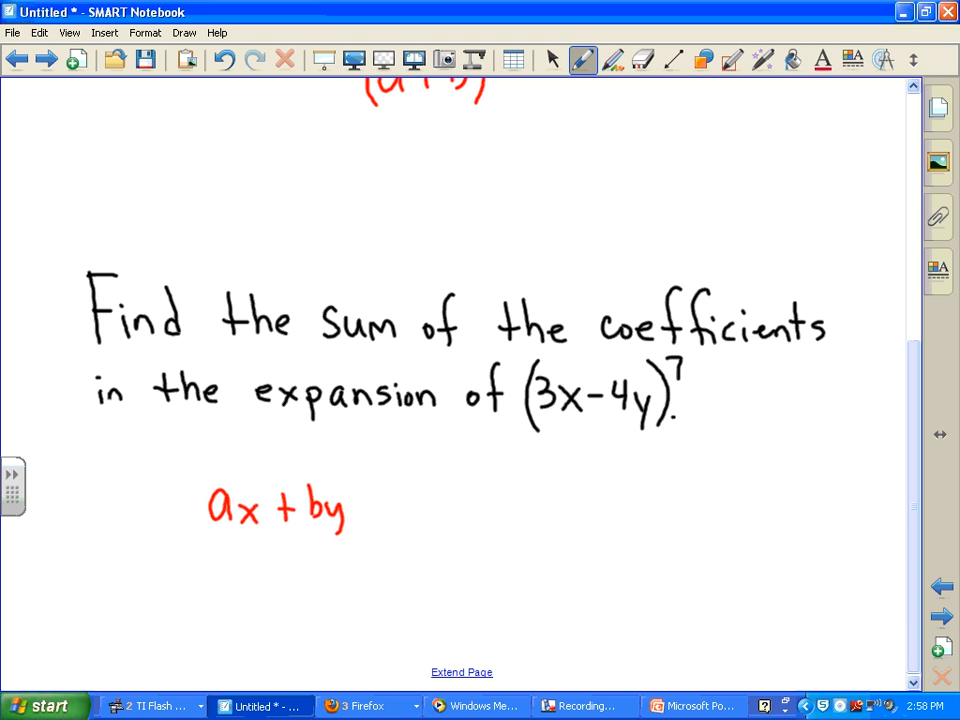 Untitled * - SMART Notebook
File Edit View Insert Format Draw Help
(a + b)
Find the sum of the coefficients
in the expansion of (3x-4y)⁷.
ax + by
Extend Page
start 2 TI Flash ... Untitled * - ... 3 Firefox Windows Me... Recording... Microsoft Po... 2:58 PM